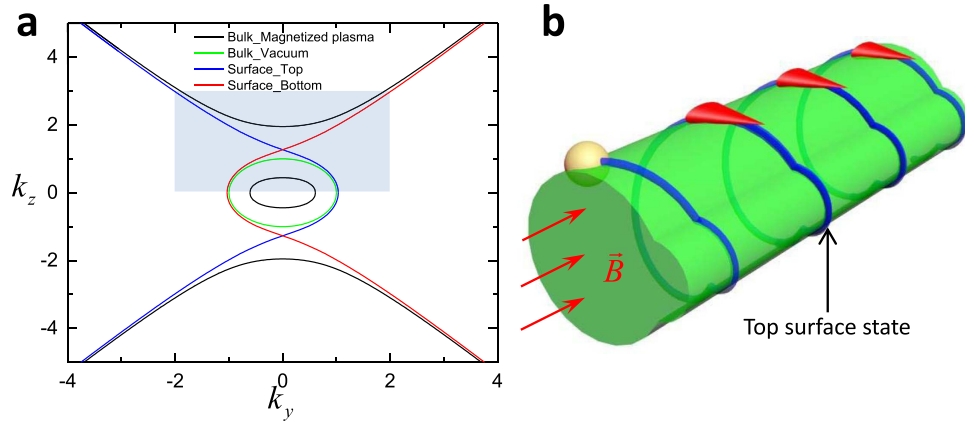 a
Bulk_Magnetized plasma
Bulk_Vacuum
Surface_Top
Surface_Bottom
4
2
0
-2
-4
k_z
-4
-2
0
2
4
k_y
b
B⃗
Top surface state